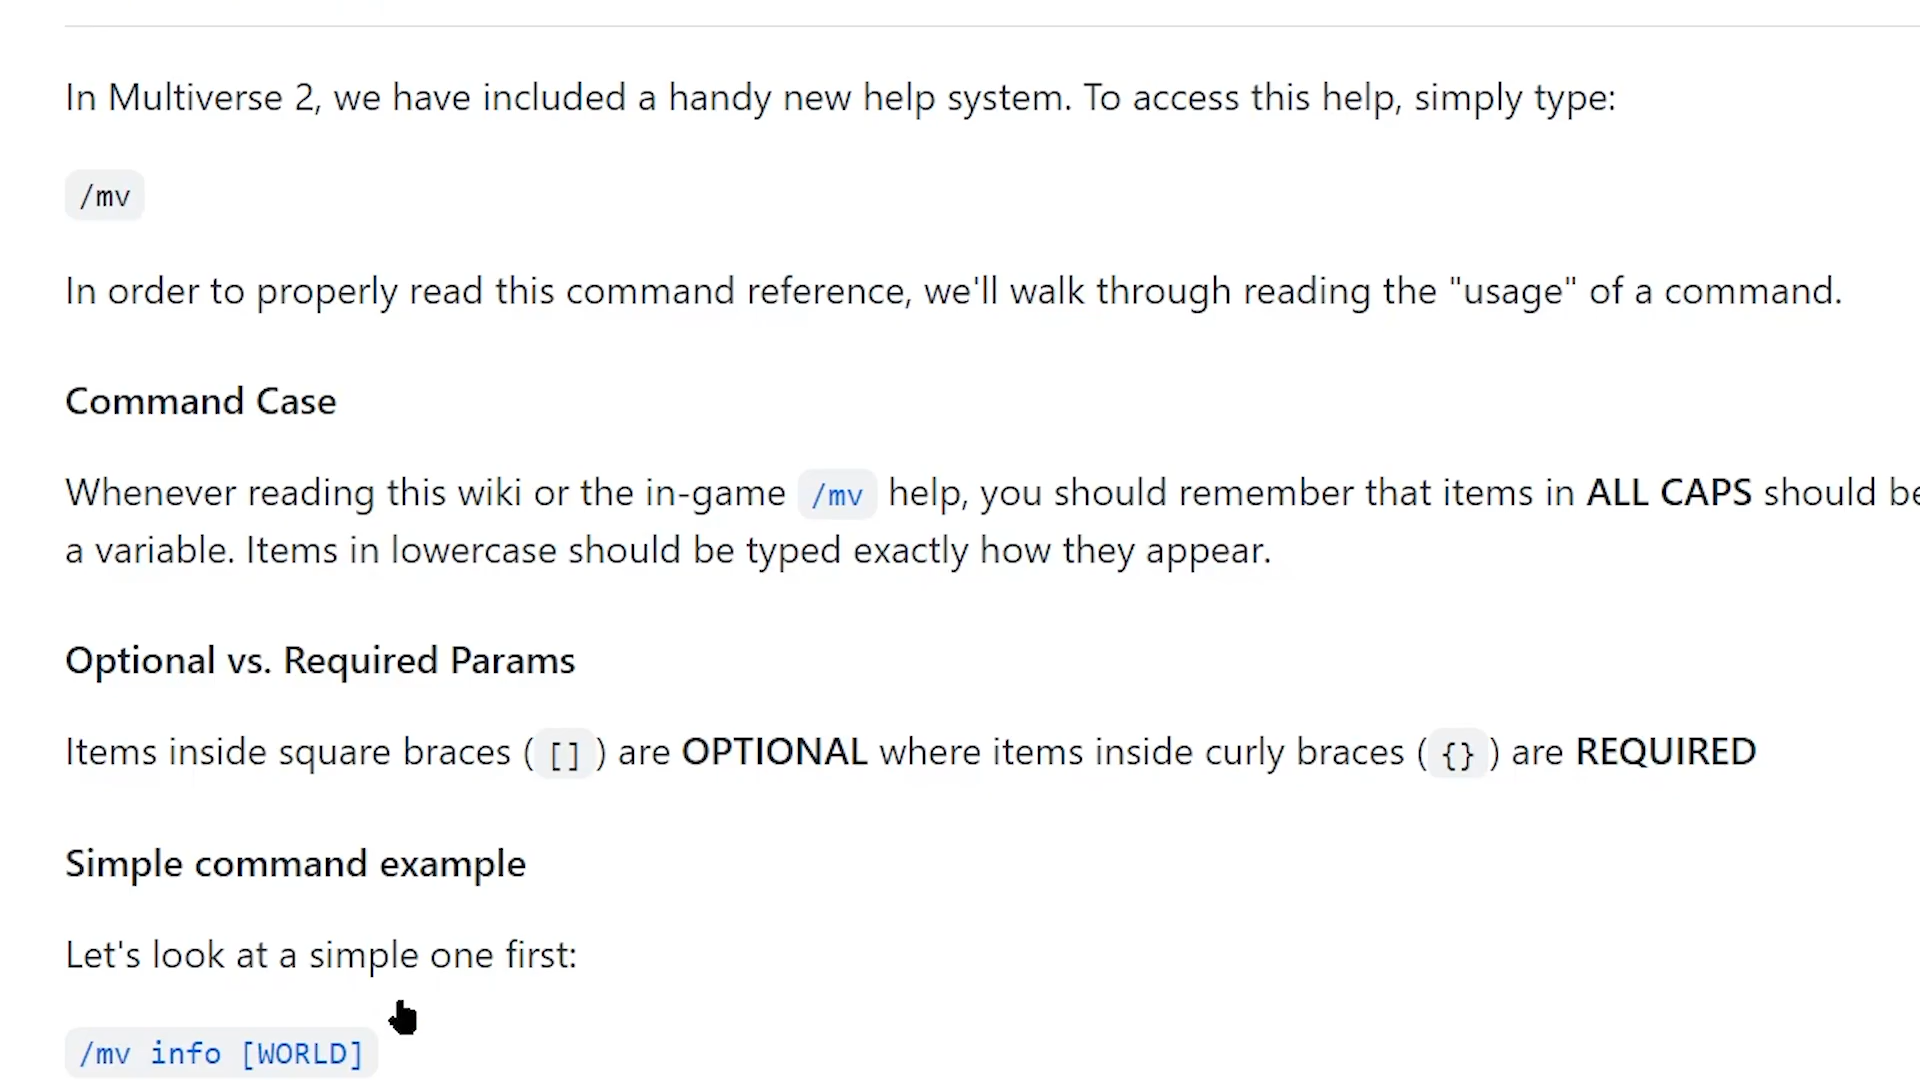 In Multiverse 2, we have included a handy new help system. To access this help, simply type:
/mv
In order to properly read this command reference, we'll walk through reading the "usage" of a command.
Command Case
Whenever reading this wiki or the in-game /mv help, you should remember that items in ALL CAPS should be
a variable. Items in lowercase should be typed exactly how they appear.
Optional vs. Required Params
Items inside square braces ( [] ) are OPTIONAL where items inside curly braces ( {} ) are REQUIRED
Simple command example
Let's look at a simple one first:
/mv info [WORLD]